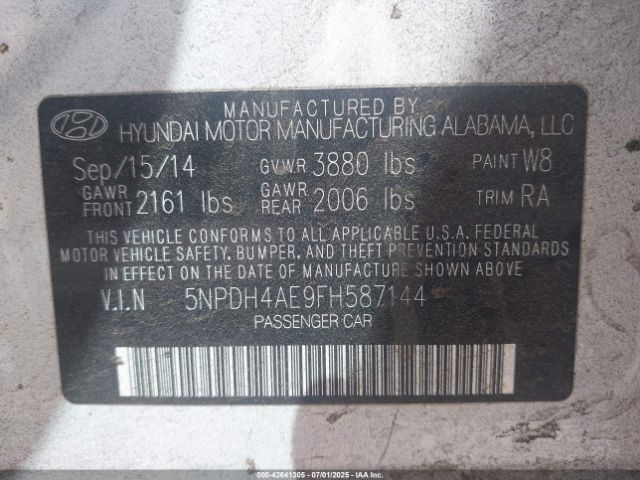 MANUFACTURED BY
HYUNDAI MOTOR MANUFACTURING ALABAMA, LLC
Sep/15/14 GVWR 3880 lbs PAINT W8
GAWR FRONT 2161 lbs GAWR REAR 2006 lbs TRIM RA
THIS VEHICLE CONFORMS TO ALL APPLICABLE U.S.A. FEDERAL
MOTOR VEHICLE SAFETY, BUMPER, AND THEFT PREVENTION STANDARDS
IN EFFECT ON THE DATE OF MANUFACTURE SHOWN ABOVE
V.I.N 5NPDH4AE9FH587144
PASSENGER CAR
000-42641305 - 07/01/2025 - IAAI.COM